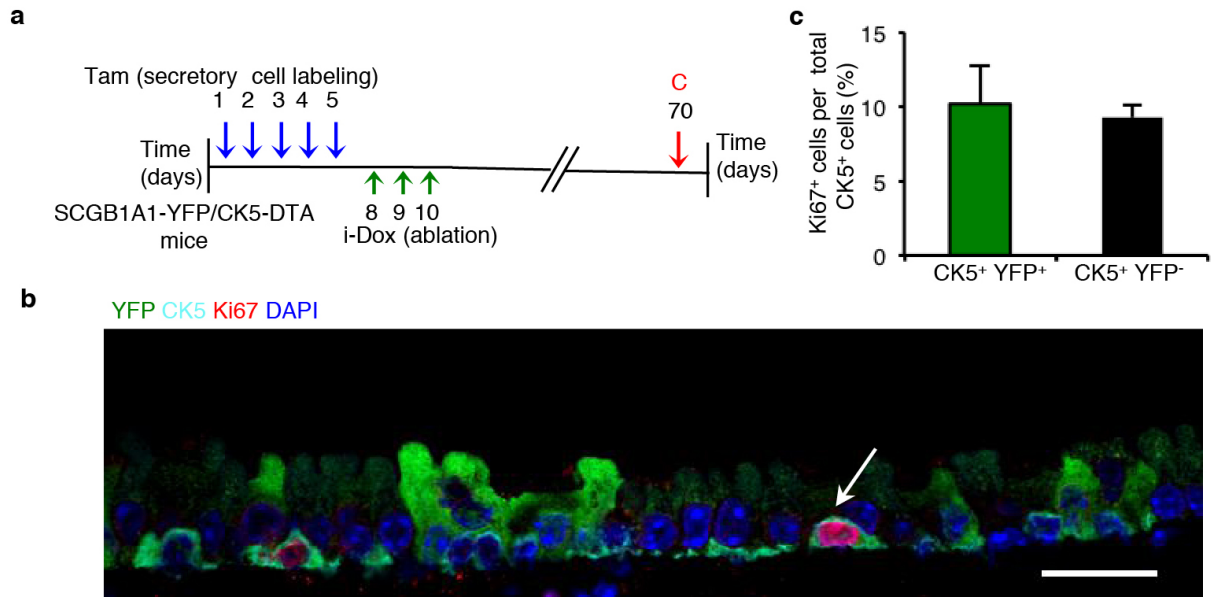 a
Tam (secretory cell labeling)
1 2 3 4 5
C
70
Time
(days)
Time
(days)
SCGB1A1-YFP/CK5-DTA
mice
8 9 10
i-Dox (ablation)
c
Ki67⁺ cells per total
CK5⁺ cells (%)
15
10
5
0
CK5⁺ YFP⁺
CK5⁺ YFP⁻
b
YFP CK5 Ki67 DAPI